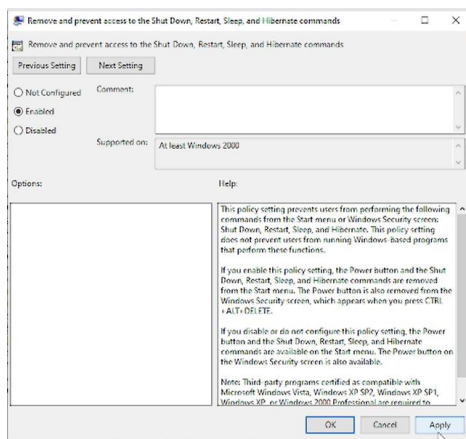 Remove and prevent access to the Shut Down, Restart, Sleep, and Hibernate commands
Remove and prevent access to the Shut Down, Restart, Sleep, and Hibernate commands
Previous Setting
Next Setting
Not Configured
Enabled
Disabled
Comment:
Supported on:
At least Windows 2000
Options:
Help:
This policy setting prevents users from performing the following
commands from the Start menu or Windows Security screen:
Shut Down, Restart, Sleep, and Hibernate. This policy setting
does not prevent users from running Windows-based programs
that perform these functions.
If you enable this policy setting, the Power button and the Shut
Down, Restart, Sleep, and Hibernate commands are removed
from the Start menu. The Power button is also removed from the
Windows Security screen, which appears when you press CTRL
+ALT+DELETE.
If you disable or do not configure this policy setting, the Power
button and the Shut Down, Restart, Sleep, and Hibernate
commands are available on the Start menu. The Power button on
the Windows Security screen is also available.
Note: Third-party programs certified as compatible with
Microsoft Windows Vista, Windows XP SP2, Windows XP SP1,
Windows XP, or Windows 2000 Professional are required to
OK
Cancel
Apply